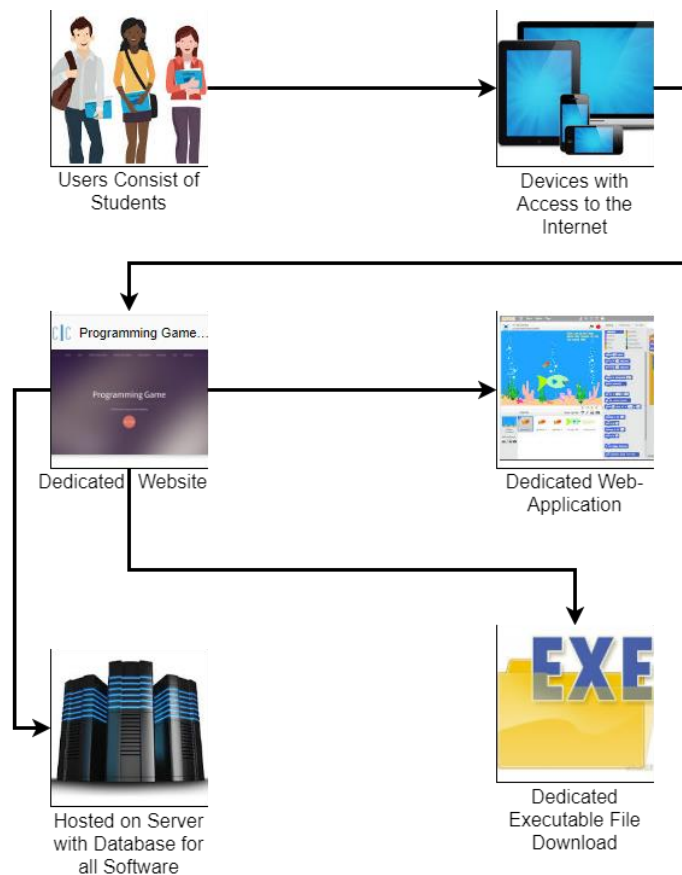 Users Consist of
Students
Devices with
Access to the
Internet
C|C Programming Game...
Programming Game
Dedicated Website
Dedicated Web-
Application
EXE
Hosted on Server
with Database for
all Software
Dedicated
Executable File
Download